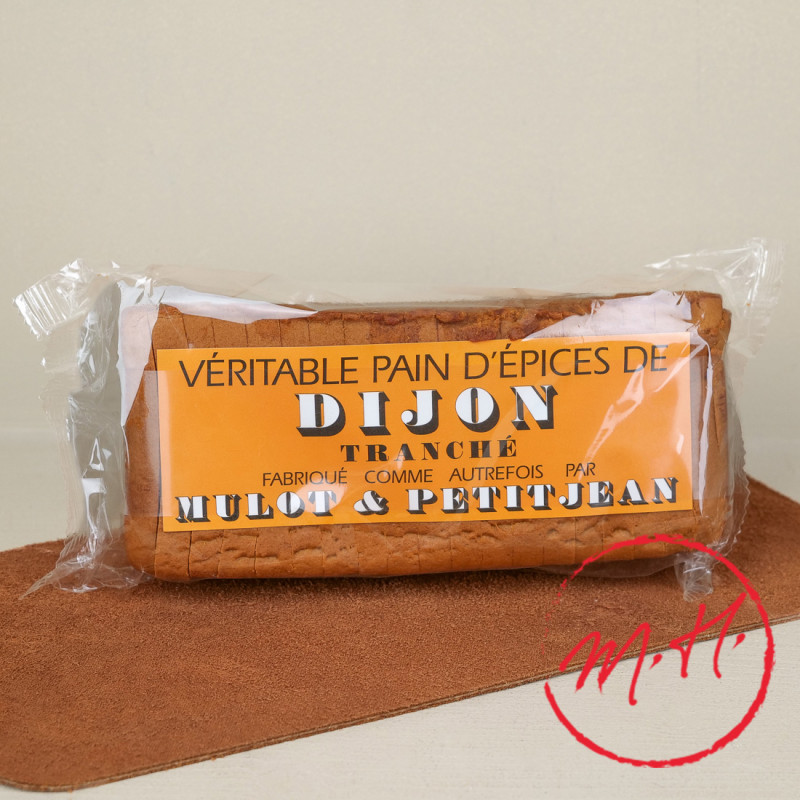 VÉRITABLE PAIN D'ÉPICES DE
DIJON
TRANCHÉ
FABRIQUÉ COMME AUTREFOIS PAR
MULOT & PETITJEAN
M.H.